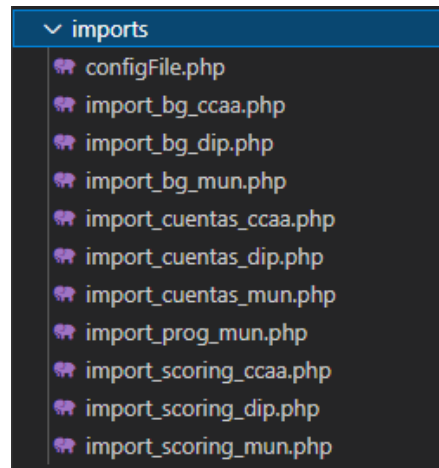 imports
configFile.php
import_bg_ccaa.php
import_bg_dip.php
import_bg_mun.php
import_cuentas_ccaa.php
import_cuentas_dip.php
import_cuentas_mun.php
import_prog_mun.php
import_scoring_ccaa.php
import_scoring_dip.php
import_scoring_mun.php